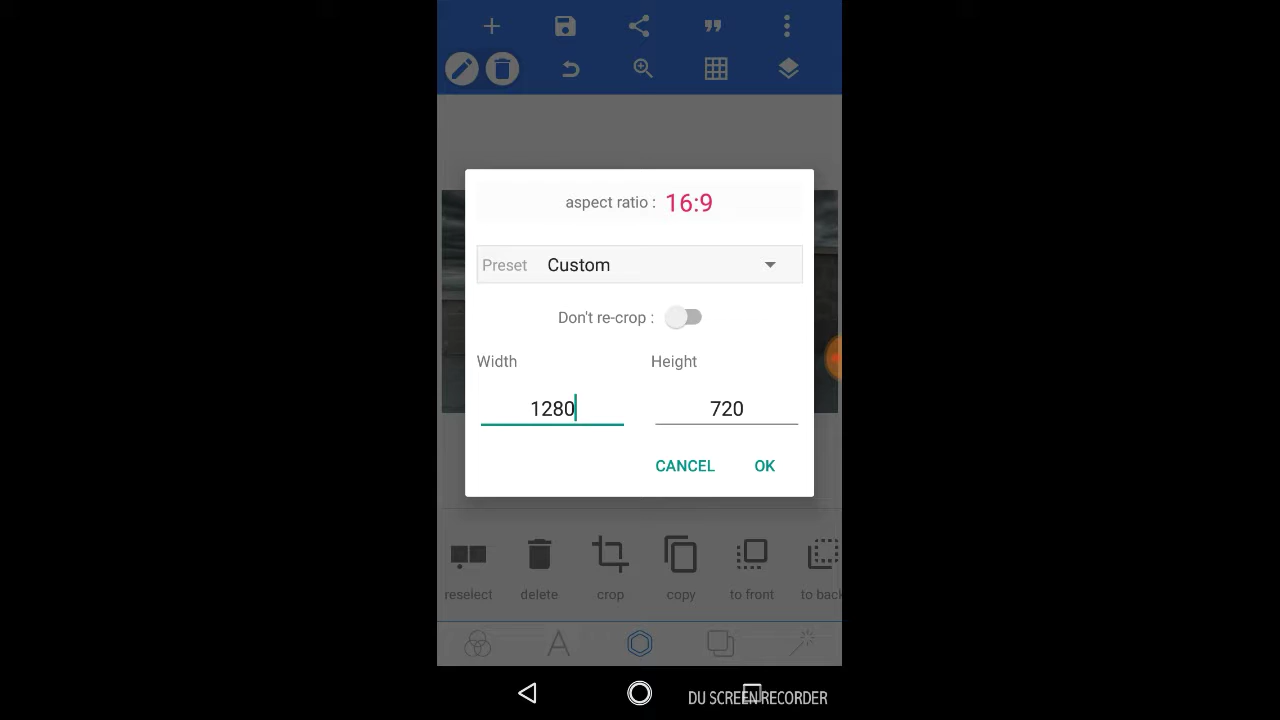 aspect ratio : 16:9
Preset Custom
Don't re-crop :
Width Height
1280 720
CANCEL OK
reselect delete crop copy to front to back
DU SCREEN RECORDER